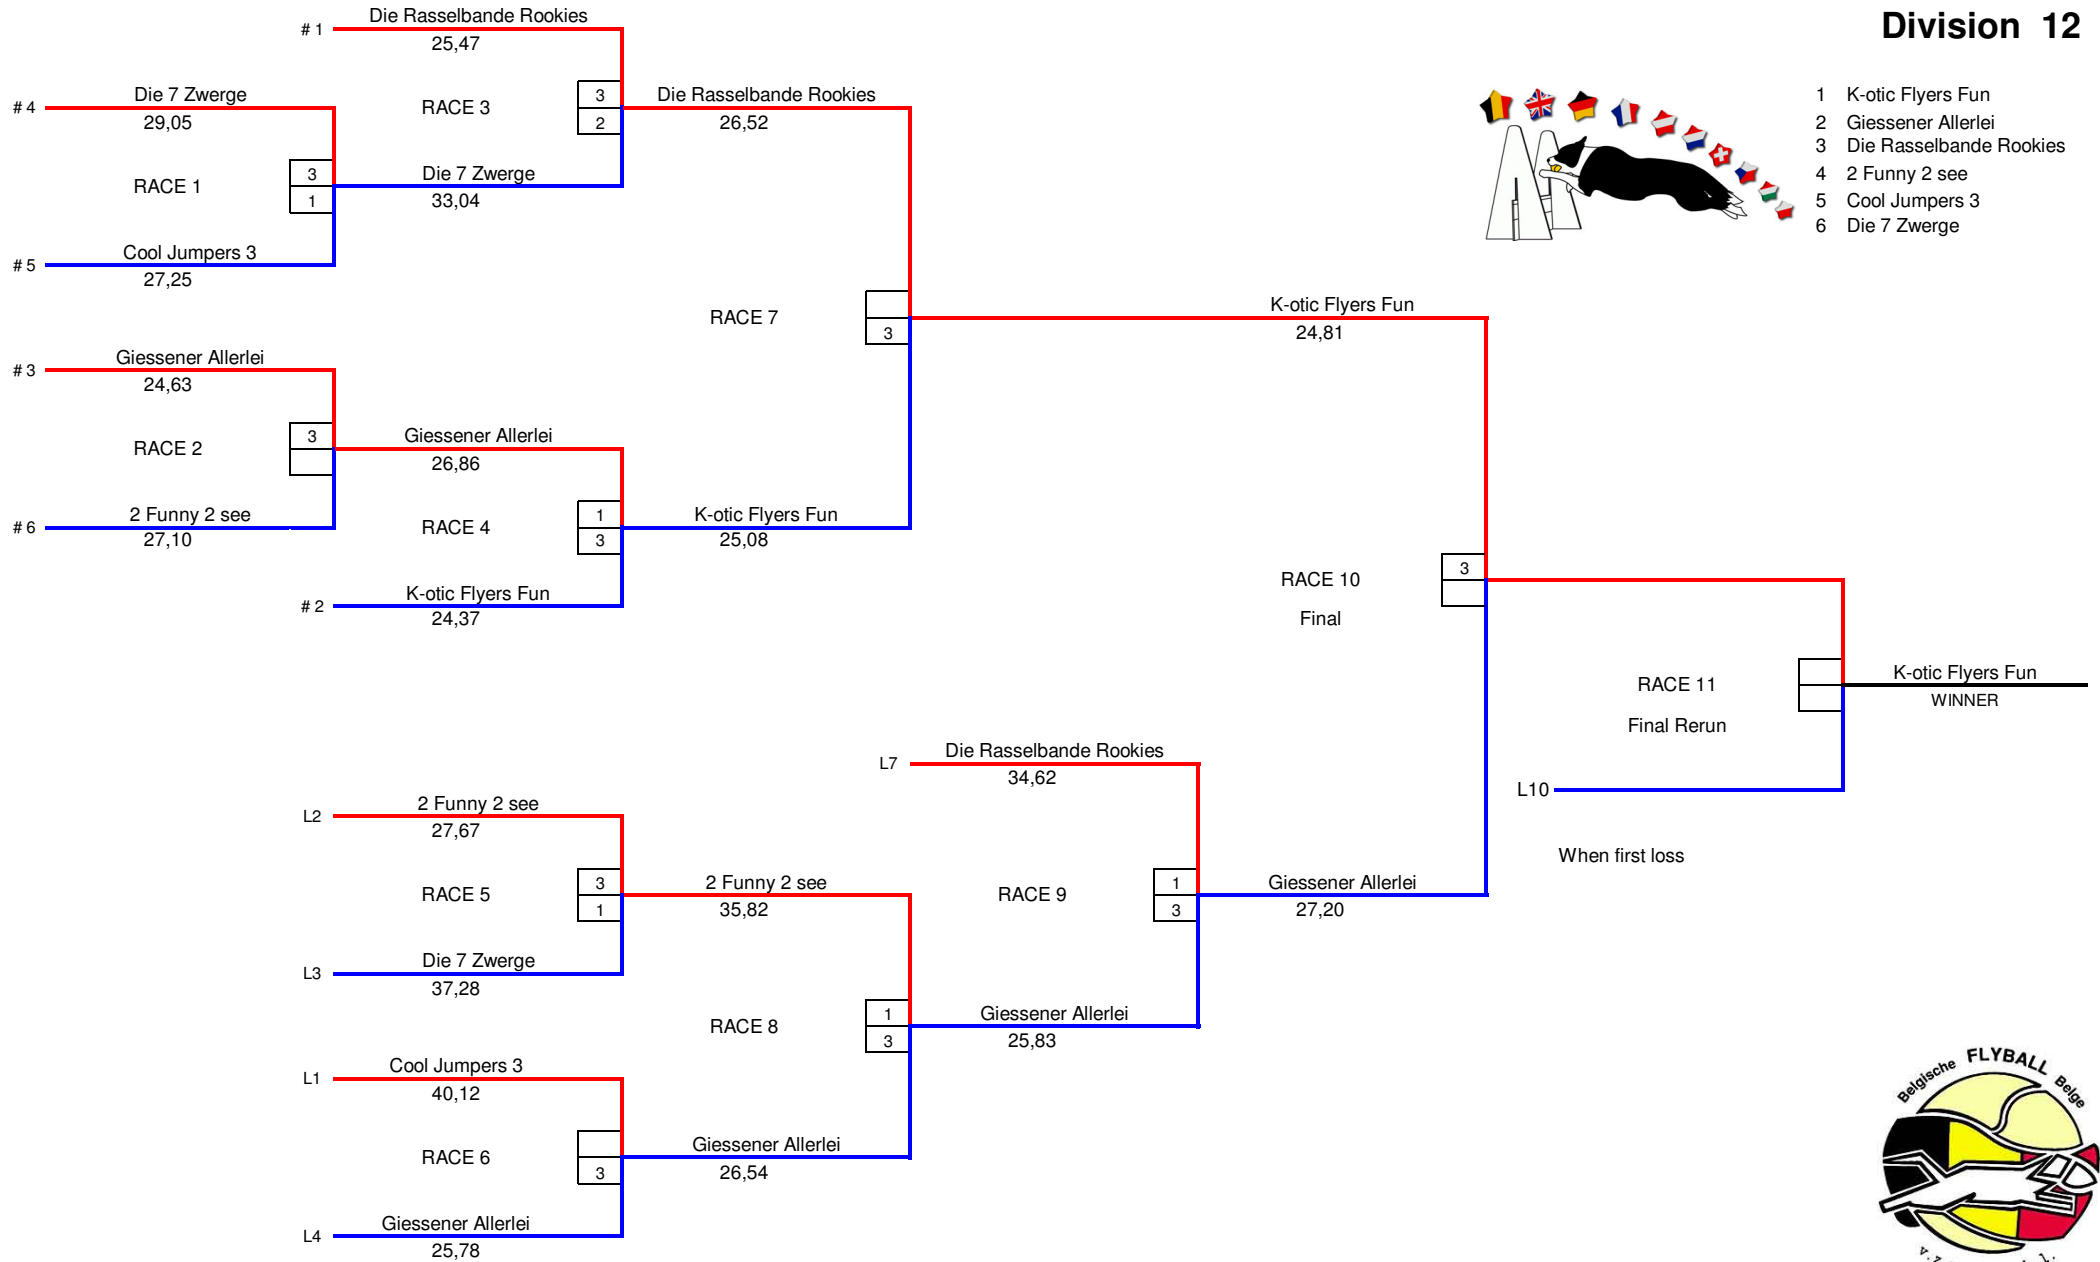 Division 12
1 K-otic Flyers Fun
2 Giessener Allerlei
3 Die Rasselbande Rookies
4 2 Funny 2 see
5 Cool Jumpers 3
6 Die 7 Zwerge
# 1 Die Rasselbande Rookies
25,47
# 4 Die 7 Zwerge
29,05
RACE 3
3
2
Die Rasselbande Rookies
26,52
RACE 1
3
1
Die 7 Zwerge
33,04
# 5 Cool Jumpers 3
27,25
RACE 7
3
K-otic Flyers Fun
24,81
# 3 Giessener Allerlei
24,63
RACE 2
3
Giessener Allerlei
26,86
# 6 2 Funny 2 see
27,10
RACE 4
1
3
K-otic Flyers Fun
25,08
# 2 K-otic Flyers Fun
24,37
RACE 10
Final
3
RACE 11
Final Rerun
K-otic Flyers Fun
WINNER
L10
When first loss
L7 Die Rasselbande Rookies
34,62
L2 2 Funny 2 see
27,67
RACE 5
3
1
2 Funny 2 see
35,82
RACE 9
1
3
Giessener Allerlei
27,20
L3 Die 7 Zwerge
37,28
RACE 8
1
3
Giessener Allerlei
25,83
L1 Cool Jumpers 3
40,12
RACE 6
3
Giessener Allerlei
26,54
L4 Giessener Allerlei
25,78
Belgische FLYBALL Belge